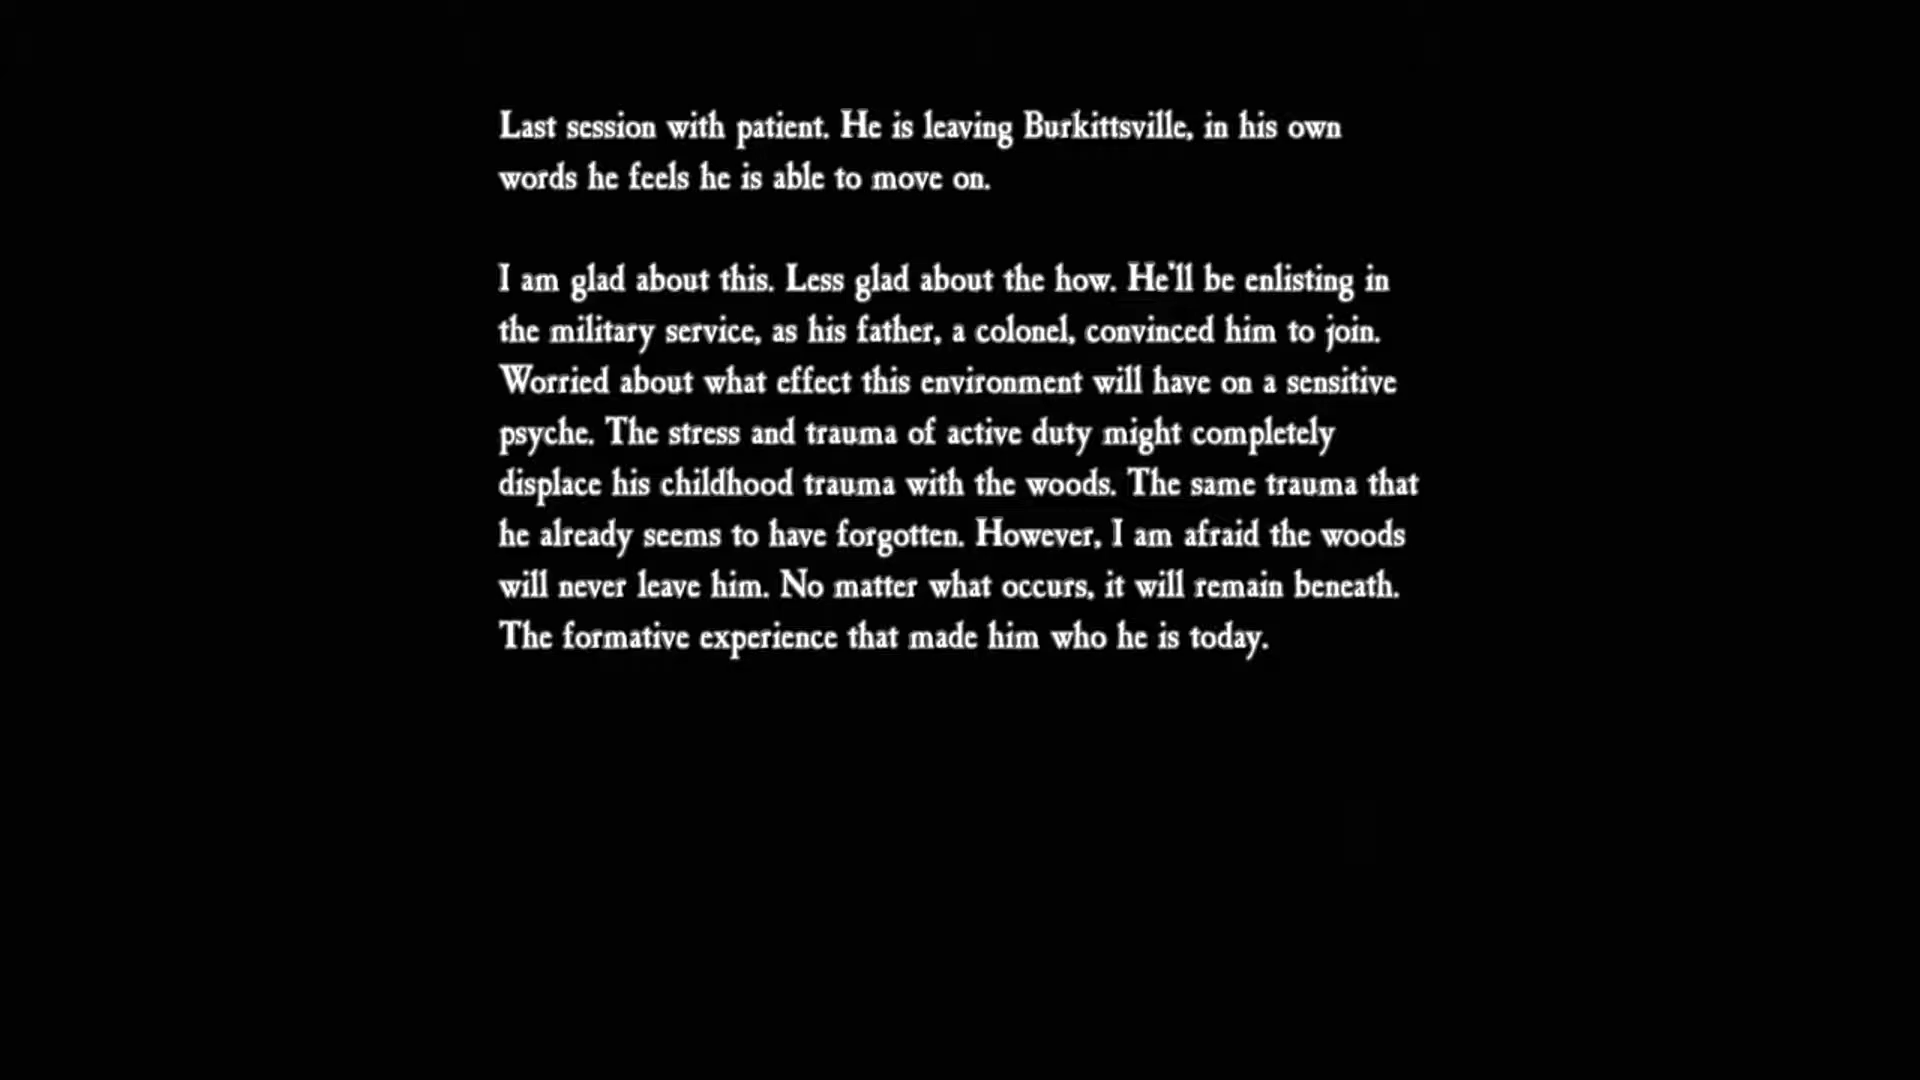 Last session with patient. He is leaving Burkittsville, in his own
words he feels he is able to move on.
I am glad about this. Less glad about the how. He'll be enlisting in
the military service, as his father, a colonel, convinced him to join.
Worried about what effect this environment will have on a sensitive
psyche. The stress and trauma of active duty might completely
displace his childhood trauma with the woods. The same trauma that
he already seems to have forgotten. However, I am afraid the woods
will never leave him. No matter what occurs, it will remain beneath.
The formative experience that made him who he is today.